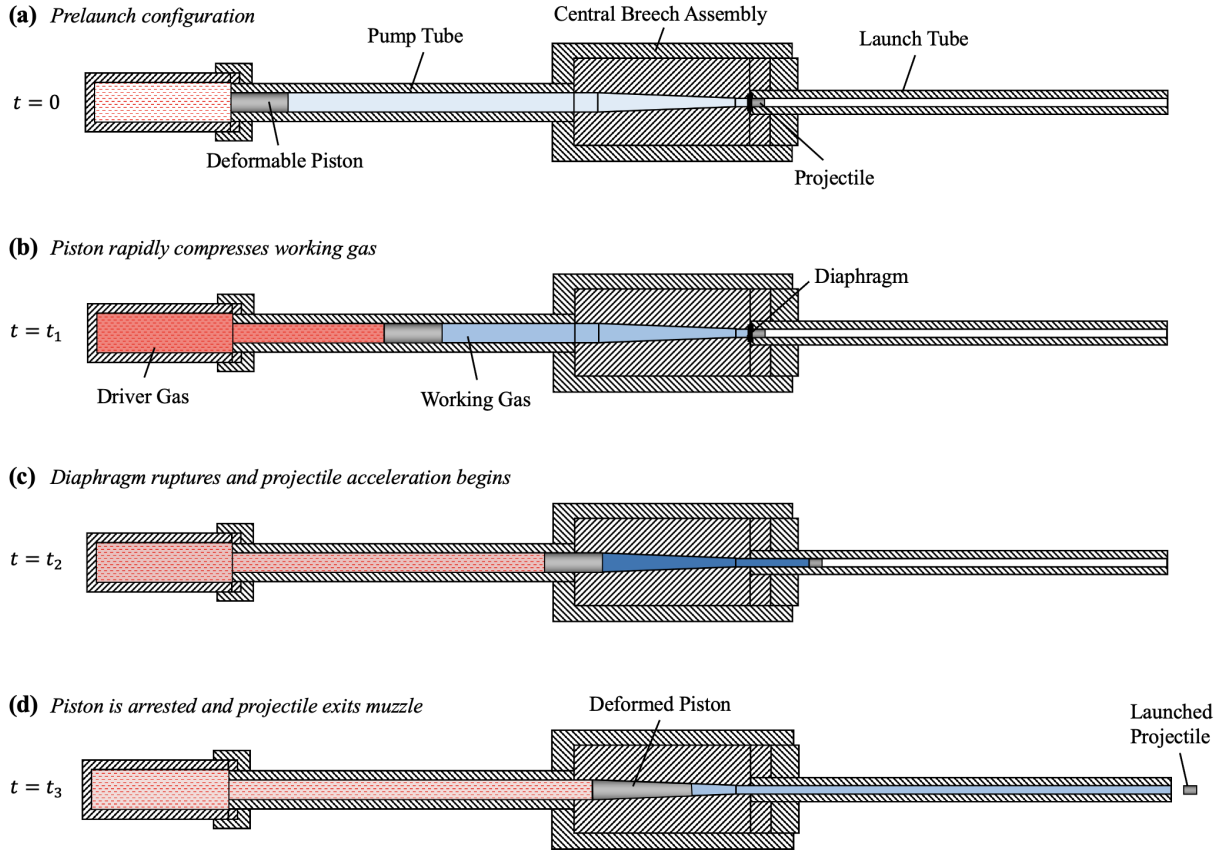 (a) Prelaunch configuration
Central Breech Assembly
Pump Tube
Launch Tube
t = 0
Deformable Piston
Projectile
(b) Piston rapidly compresses working gas
Diaphragm
t = t₁
Driver Gas
Working Gas
(c) Diaphragm ruptures and projectile acceleration begins
t = t₂
(d) Piston is arrested and projectile exits muzzle
Deformed Piston
Launched
Projectile
t = t₃